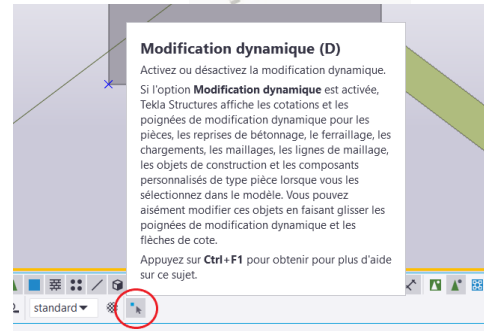 Modification dynamique (D)
Activez ou désactivez la modification dynamique.
Si l'option Modification dynamique est activée,
Tekla Structures affiche les cotations et les
poignées de modification dynamique pour les
pièces, les reprises de bétonnage, le ferraillage, les
chargements, les maillages, les lignes de maillage,
les objets de construction et les composants
personnalisés de type pièce lorsque vous les
sélectionnez dans le modèle. Vous pouvez
aisément modifier ces objets en faisant glisser les
poignées de modification dynamique et les
flèches de cote.
Appuyez sur Ctrl+F1 pour obtenir pour plus d'aide
sur ce sujet.
standard